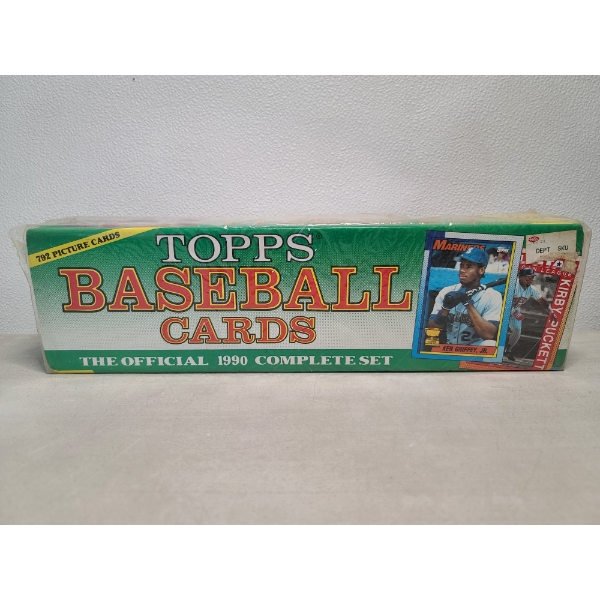 792 PICTURE CARDS
TOPPS
BASEBALL
CARDS
THE OFFICIAL 1990 COMPLETE SET
MARINERS
KEN GRIFFEY, JR.
DEPT SKU
KIRBY PUCKETT